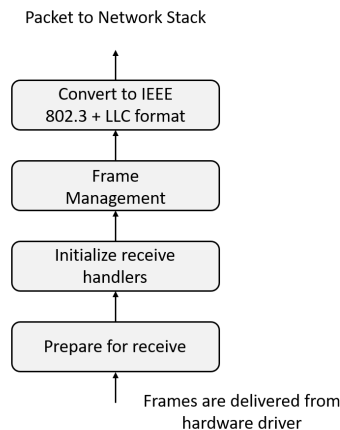 Packet to Network Stack
Convert to IEEE
802.3 + LLC format
Frame
Management
Initialize receive
handlers
Prepare for receive
Frames are delivered from
hardware driver